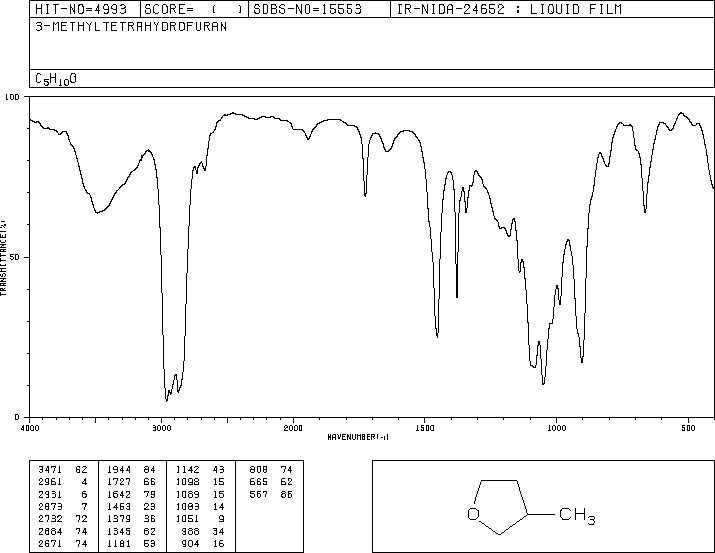 HIT-NO=4993 SCORE= ( ) SDBS-NO=15553 IR-NIDA-24652 : LIQUID FILM
3-METHYLTETRAHYDROFURAN
C5H10O
100
50
0
TRANSMITTANCE(%)
4000 3000 2000 1500 1000 500
WAVENUMBER(-1)
3471 62 1944 84 1142 43 808 74
2961 4 1727 66 1098 15 665 62
2931 6 1642 79 1089 15 567 86
2873 7 1453 23 1083 14
2732 72 1379 36 1051 9
2684 74 1345 62 988 34
2671 74 1181 53 904 16
O CH3